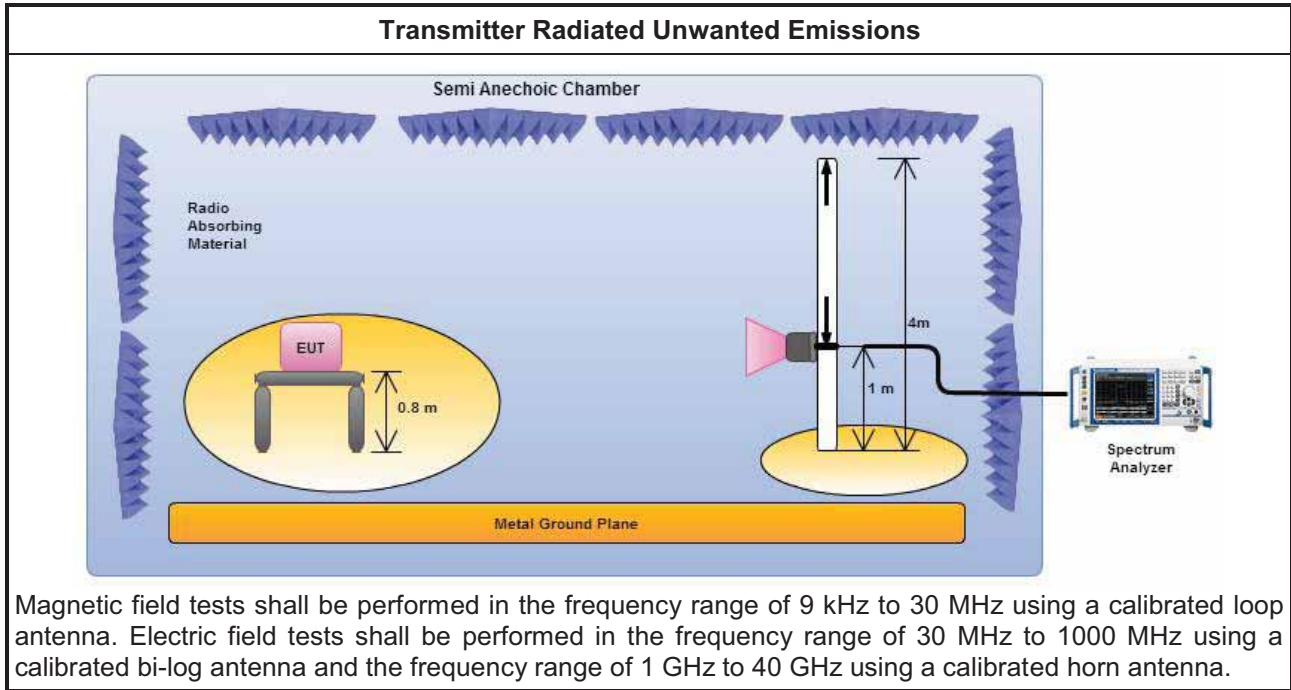 Transmitter Radiated Unwanted Emissions
Semi Anechoic Chamber
Radio
Absorbing
Material
EUT
0.8 m
4m
1 m
Spectrum
Analyzer
Metal Ground Plane
Magnetic field tests shall be performed in the frequency range of 9 kHz to 30 MHz using a calibrated loop
antenna. Electric field tests shall be performed in the frequency range of 30 MHz to 1000 MHz using a
calibrated bi-log antenna and the frequency range of 1 GHz to 40 GHz using a calibrated horn antenna.